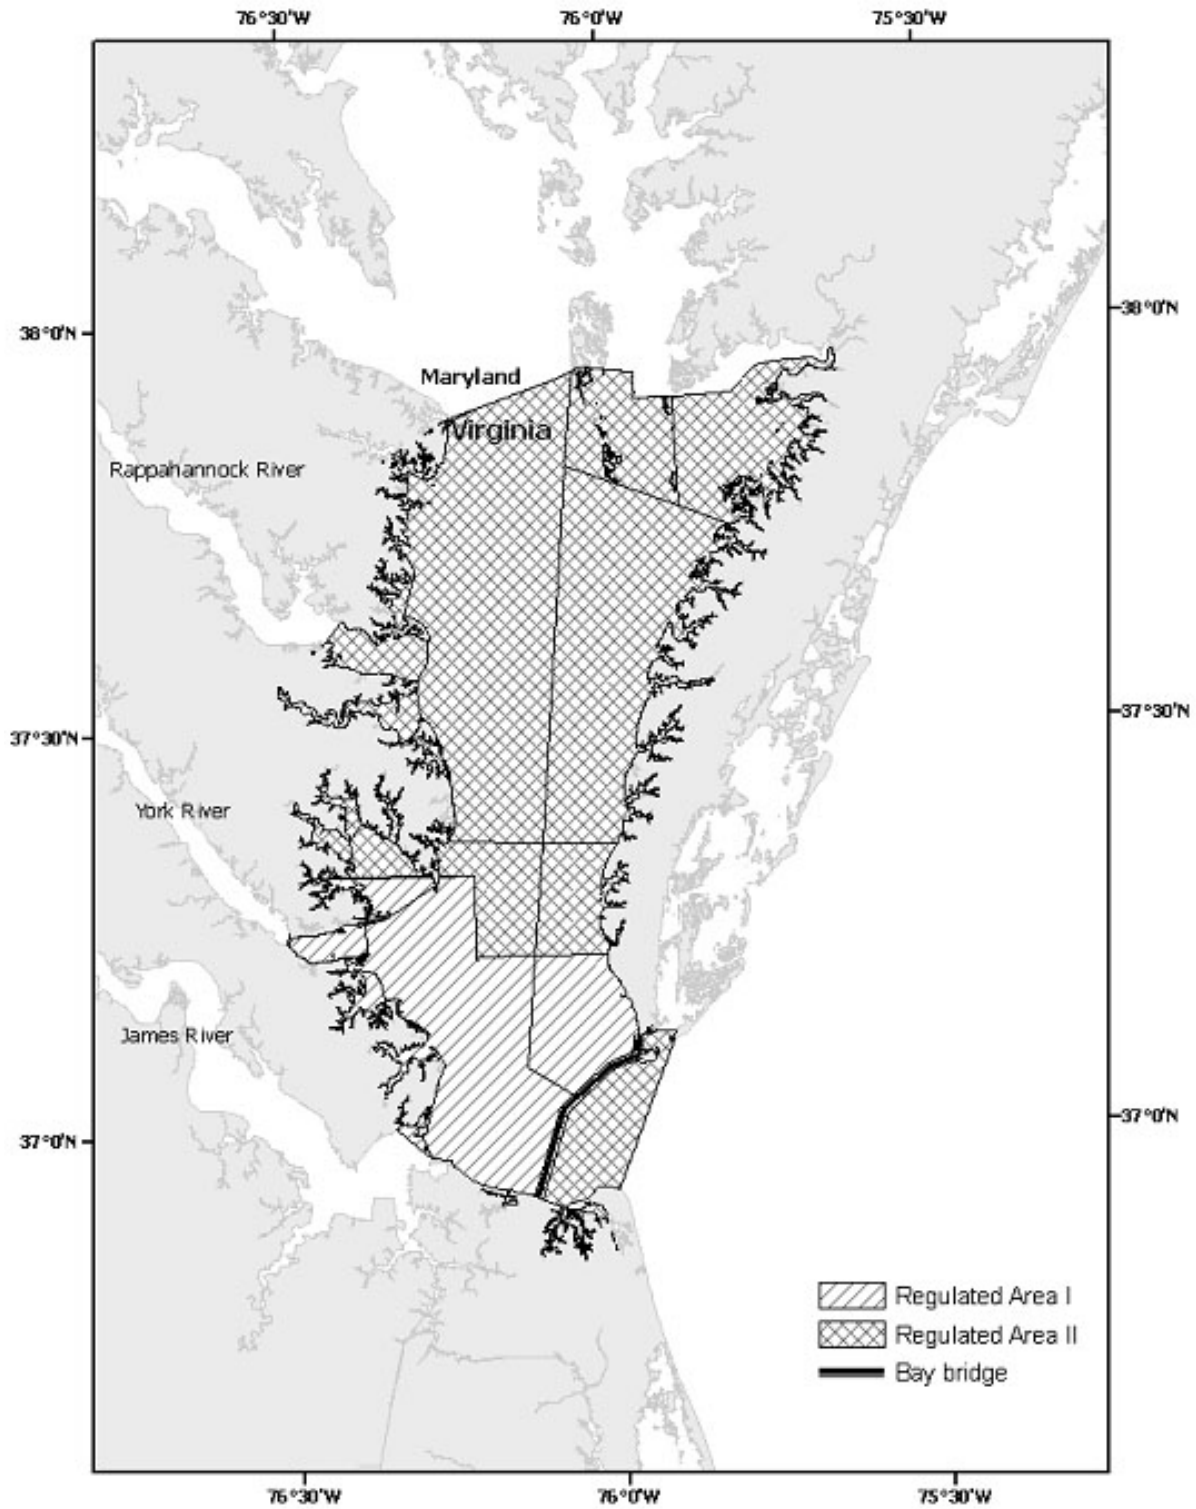 76°30'W 76°0'W 75°30'W
38°0'N
38°0'N
Maryland
Virginia
Rappahannock River
37°30'N
37°30'N
York River
James River
37°0'N
37°0'N
Regulated Area I
Regulated Area II
Bay bridge
76°30'W 76°0'W 75°30'W